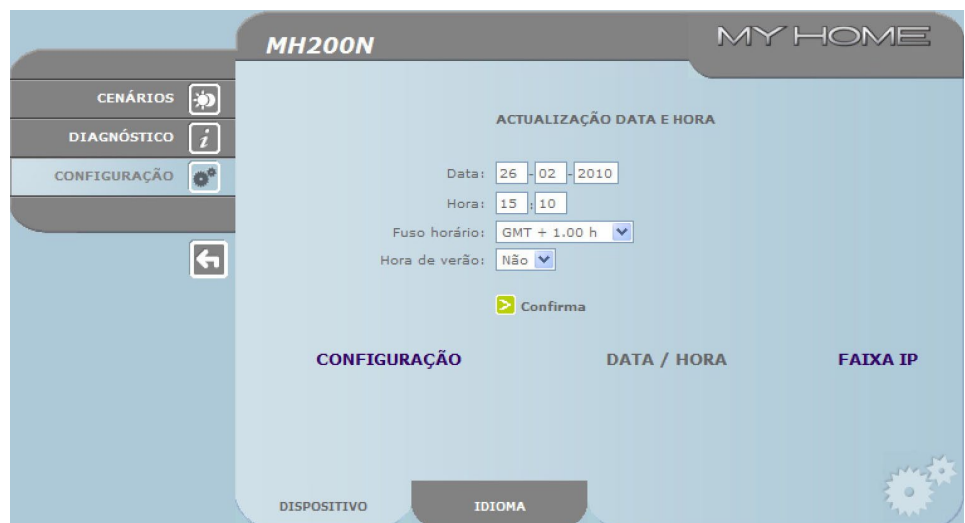 MH200N
MY HOME
CENÁRIOS
DIAGNÓSTICO
CONFIGURAÇÃO
ACTUALIZAÇÃO DATA E HORA
Data: 26 - 02 - 2010
Hora: 15 : 10
Fuso horário: GMT + 1.00 h
Hora de verão: Não
Confirma
CONFIGURAÇÃO DATA / HORA FAIXA IP
DISPOSITIVO IDIOMA